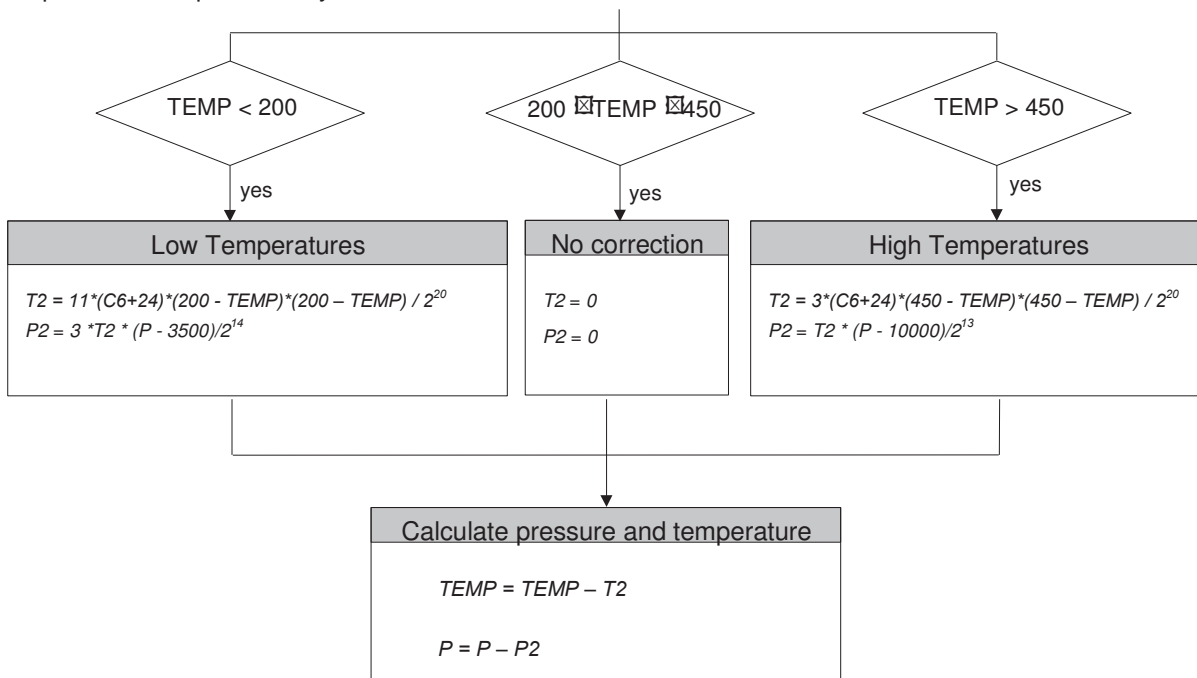 TEMP < 200
200 ☒TEMP ☒450
TEMP > 450
yes
yes
yes
Low Temperatures
T2 = 11*(C6+24)*(200 - TEMP)*(200 – TEMP) / 2^20
P2 = 3 *T2 * (P - 3500)/2^14
No correction
T2 = 0
P2 = 0
High Temperatures
T2 = 3*(C6+24)*(450 - TEMP)*(450 – TEMP) / 2^20
P2 = T2 * (P - 10000)/2^13
Calculate pressure and temperature
TEMP = TEMP – T2
P = P – P2